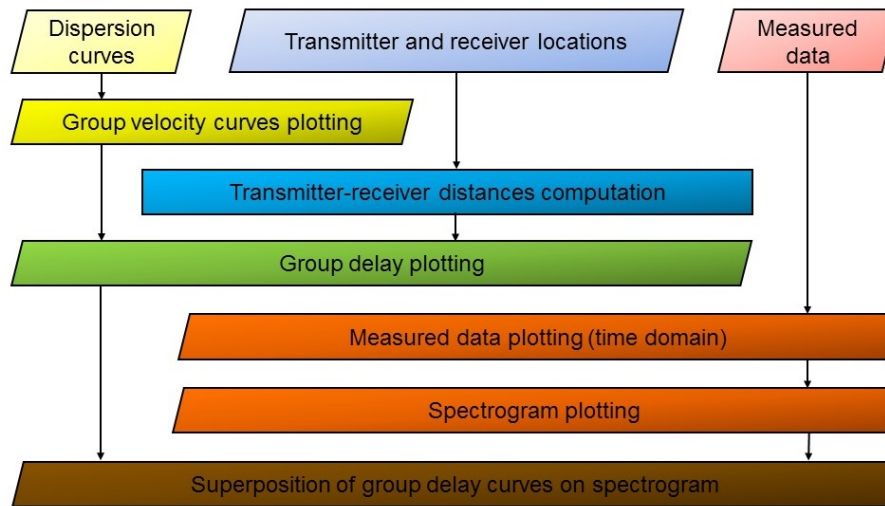 Dispersion
curves
Transmitter and receiver locations
Measured
data
Group velocity curves plotting
Transmitter-receiver distances computation
Group delay plotting
Measured data plotting (time domain)
Spectrogram plotting
Superposition of group delay curves on spectrogram